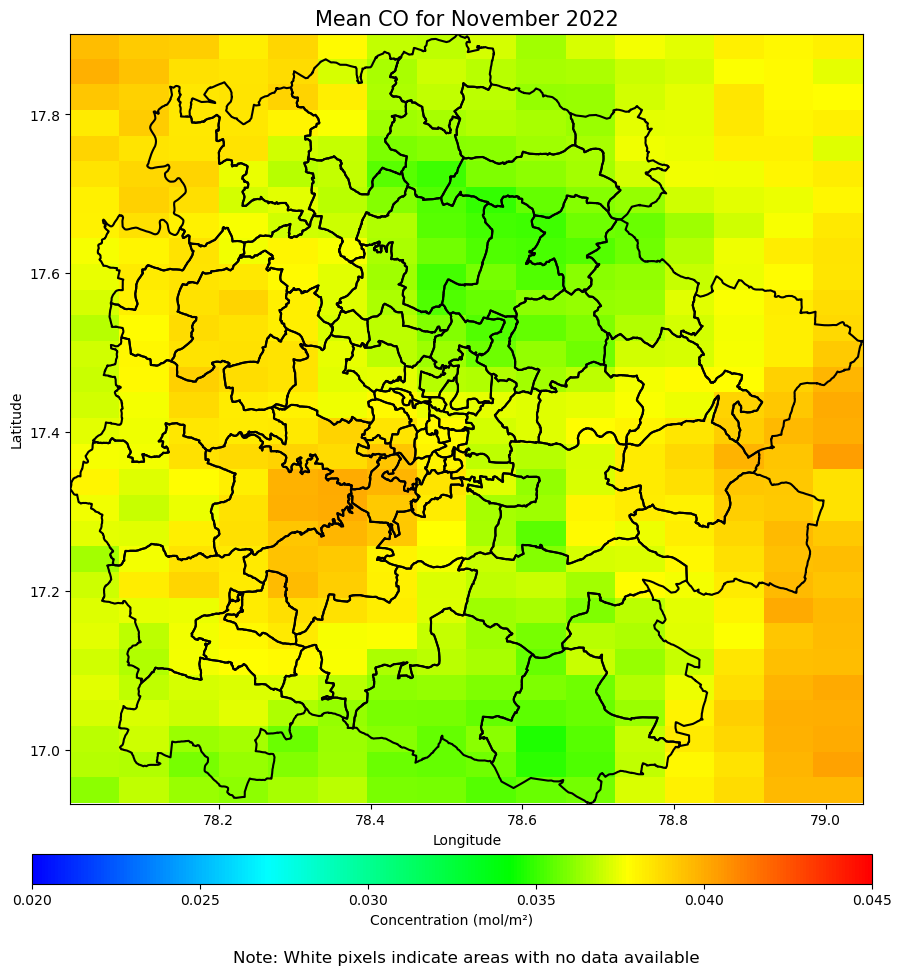 Mean CO for November 2022
17.8
17.6
17.4
17.2
17.0
Latitude
78.2 78.4 78.6 78.8 79.0
Longitude
0.020 0.025 0.030 0.035 0.040 0.045
Concentration (mol/m²)
Note: White pixels indicate areas with no data available